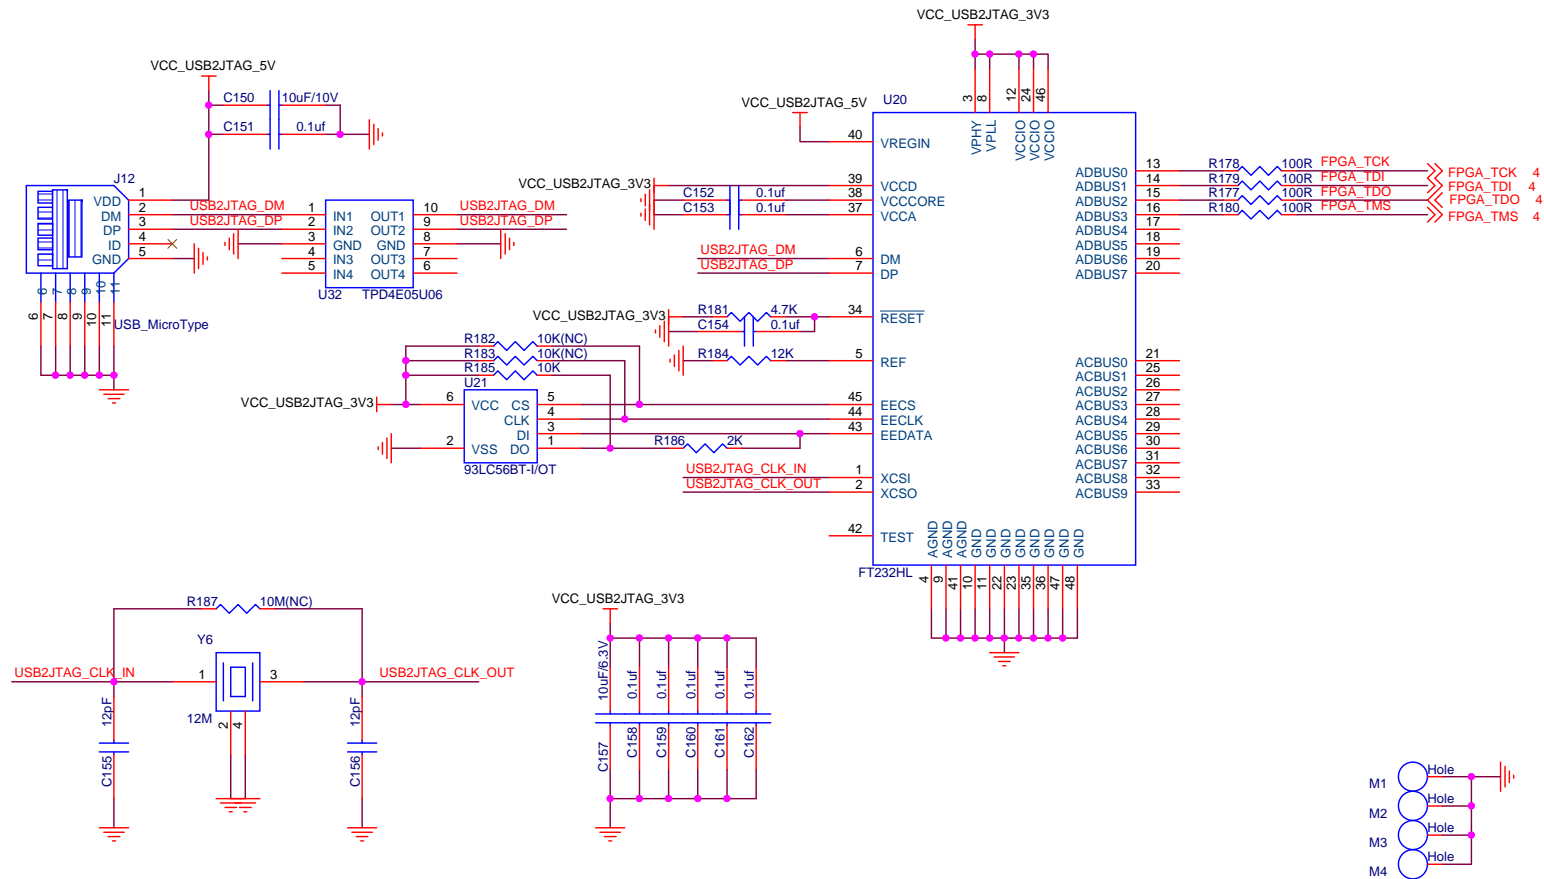 VCC_USB2JTAG_3V3
VCC_USB2JTAG_5V
C150 10uF/10V
C151 0.1uf
J12
VDD 1
DM 2
DP 3
ID 4
GND 5
USB2JTAG_DM
USB2JTAG_DP
6 7 8 9 10 11
6 7 8 9 10 11
USB_MicroType
1 IN1 OUT1 10 USB2JTAG_DM
2 IN2 OUT2 9 USB2JTAG_DP
3 GND GND 8
4 IN3 OUT3 7
5 IN4 OUT4 6
U32 TPD4E05U06
VCC_USB2JTAG_5V
U20
3 8 12 24 46
VPHY VPLL VCCIO VCCIO VCCIO
40 VREGIN
VCC_USB2JTAG_3V3
39 VCCD
C152 0.1uf 38 VCCCORE
C153 0.1uf 37 VCCA
USB2JTAG_DM 6 DM
USB2JTAG_DP 7 DP
VCC_USB2JTAG_3V3
R181 4.7K 34 RESET
C154 0.1uf
R184 12K 5 REF
45 EECS
44 EECLK
43 EEDATA
USB2JTAG_CLK_IN 1 XCSI
USB2JTAG_CLK_OUT 2 XCSO
42 TEST
FT232HL
AGND AGND AGND GND GND GND GND GND GND GND GND
4 9 41 10 11 22 23 35 36 47 48
ADBUS0 13 R178 100R FPGA_TCK FPGA_TCK 4
ADBUS1 14 R179 100R FPGA_TDI FPGA_TDI 4
ADBUS2 15 R177 100R FPGA_TDO FPGA_TDO 4
ADBUS3 16 R180 100R FPGA_TMS FPGA_TMS 4
ADBUS4 17
ADBUS5 18
ADBUS6 19
ADBUS7 20
ACBUS0 21
ACBUS1 25
ACBUS2 26
ACBUS3 27
ACBUS4 28
ACBUS5 29
ACBUS6 30
ACBUS7 31
ACBUS8 32
ACBUS9 33
R182 10K(NC)
R183 10K(NC)
R185 10K
U21
VCC_USB2JTAG_3V3 6 VCC CS 5
CLK 4
DI 3
2 VSS DO 1
R186 2K
93LC56BT-I/OT
R187 10M(NC)
Y6
USB2JTAG_CLK_IN 1 3 USB2JTAG_CLK_OUT
12M
2 4
12pF
C155
12pF
C156
VCC_USB2JTAG_3V3
10uF/6.3V 0.1uf 0.1uf 0.1uf 0.1uf 0.1uf
C157 C158 C159 C160 C161 C162
M1 Hole
M2 Hole
M3 Hole
M4 Hole